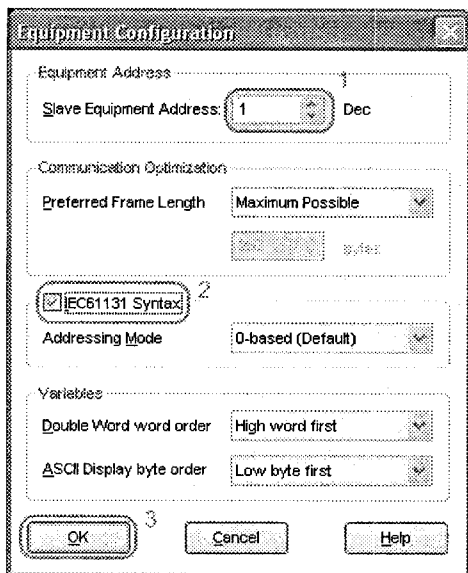 Equipment Configuration
Equipment Address
1
Slave Equipment Address: 1 Dec
Communication Optimization
Preferred Frame Length Maximum Possible
bytes
IEC61131 Syntax 2
Addressing Mode 0-based (Default)
Variables
Double Word word order High word first
ASCII Display byte order Low byte first
3
OK Cancel Help